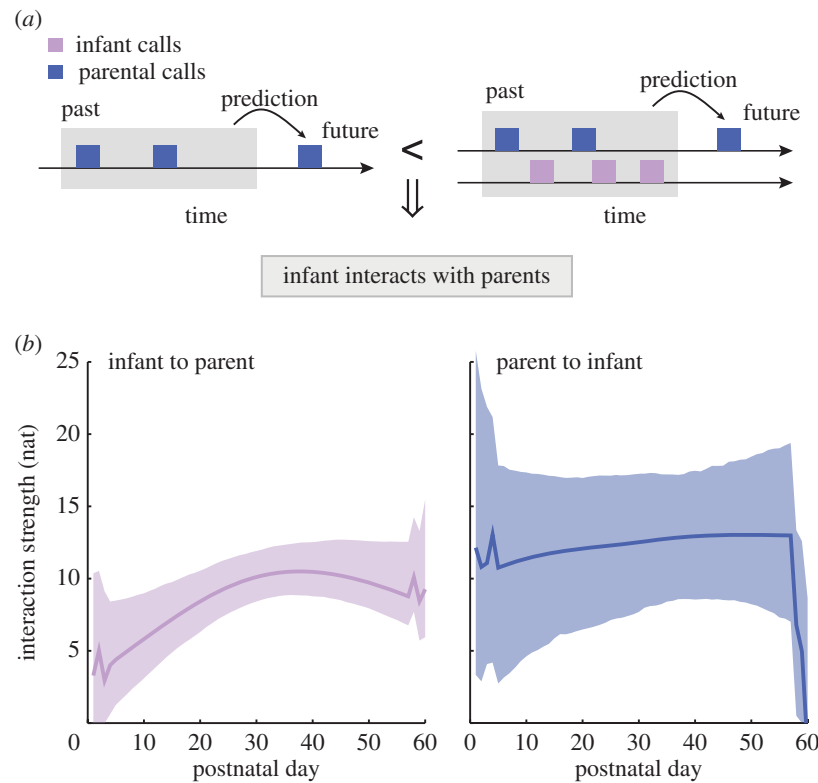 (a)
infant calls
parental calls
past
prediction
future
time
<
past
prediction
future
time
infant interacts with parents
(b)
infant to parent
parent to infant
interaction strength (nat)
25
20
15
10
5
0 10 20 30 40 50 60
postnatal day
0 10 20 30 40 50 60
postnatal day